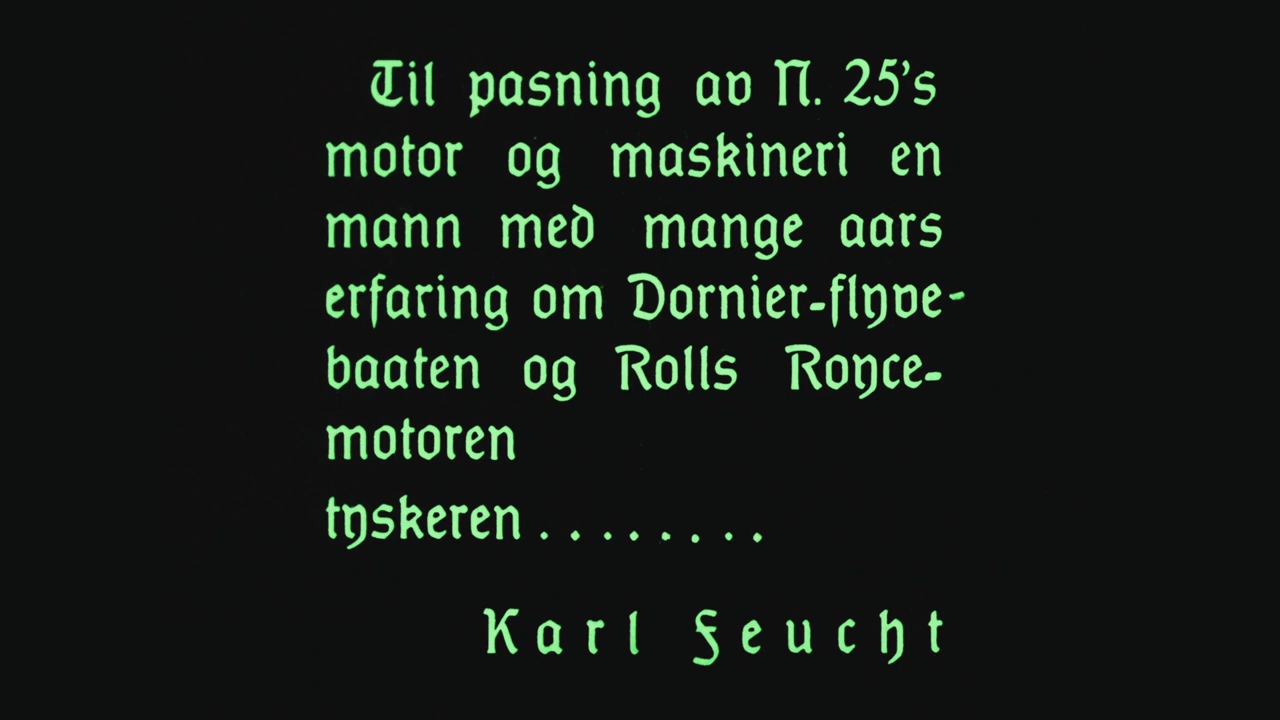 Til pasning av N. 25's
motor og maskineri en
mann med mange aars
erfaring om Dornier-flyve-
baaten og Rolls Royce-
motoren
tyskeren ........
Karl Feucht